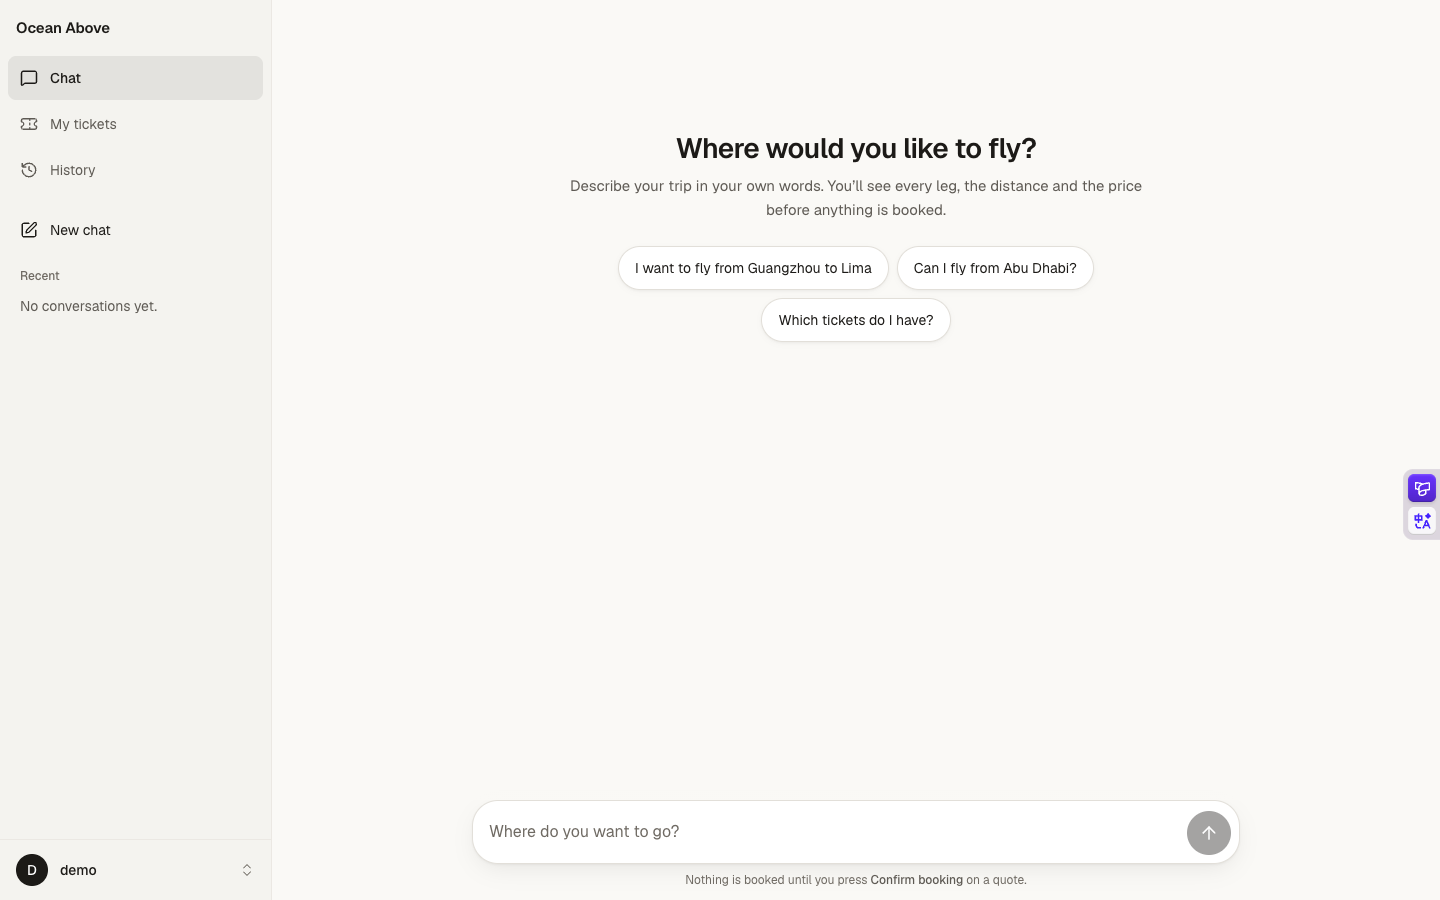 Ocean Above
Chat
My tickets
History
New chat
Recent
No conversations yet.
D
demo
Where would you like to fly?
Describe your trip in your own words. You’ll see every leg, the distance and the price
before anything is booked.
I want to fly from Guangzhou to Lima
Can I fly from Abu Dhabi?
Which tickets do I have?
中A
Where do you want to go?
Nothing is booked until you press Confirm booking on a quote.